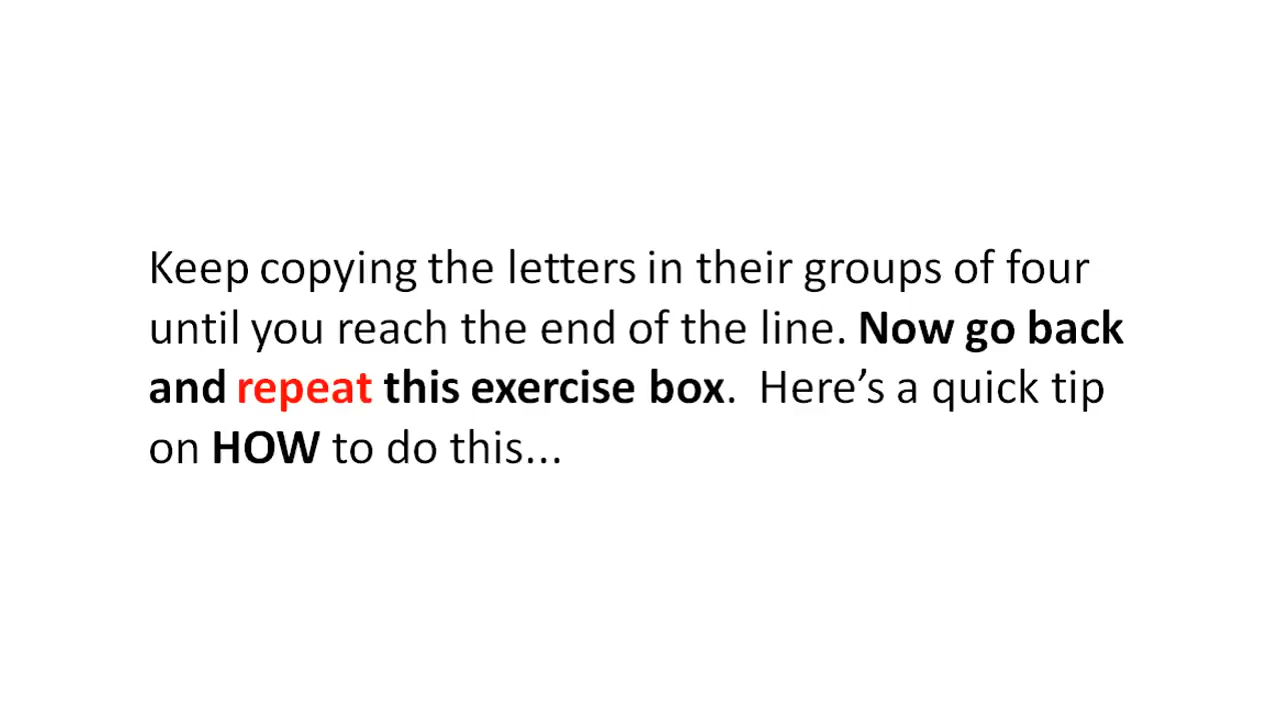 Keep copying the letters in their groups of four
until you reach the end of the line. Now go back
and repeat this exercise box.  Here’s a quick tip
on HOW to do this...